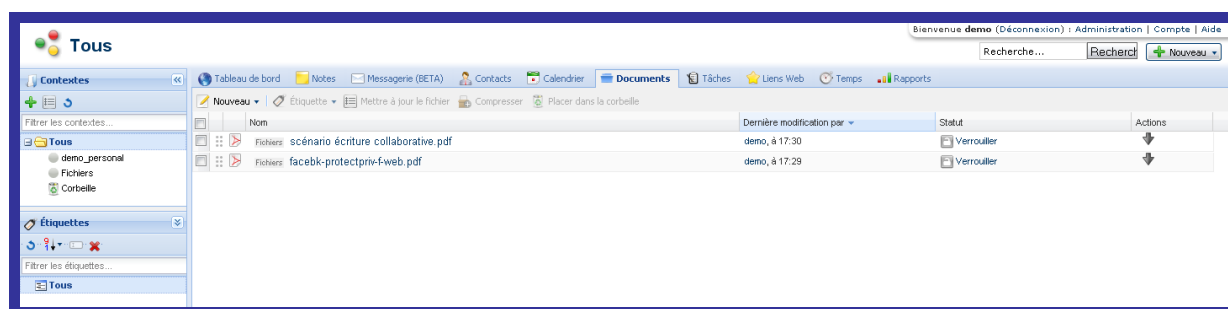 Bienvenue demo (Déconnexion) : Administration | Compte | Aide
Tous
Recherche... Recherch Nouveau
Contextes
Tableau de bord Notes Messagerie (BETA) Contacts Calendrier Documents Tâches Liens Web Temps Rapports
Nouveau Étiquette Mettre à jour le fichier Compresser Placer dans la corbeille
Filtrer les contextes...
Nom Dernière modification par Statut Actions
Tous
Fichiers scénario écriture collaborative.pdf demo, à 17:30 Verrouiller
demo_personal
Fichiers facebk-protectpriv-f-web.pdf demo, à 17:29 Verrouiller
Fichiers
Corbeille
Étiquettes
Filtrer les étiquettes...
Tous